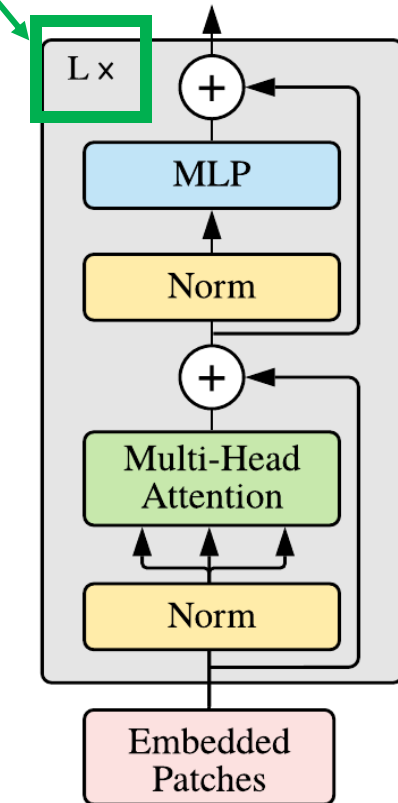 L ×
+
MLP
Norm
+
Multi-Head
Attention
Norm
Embedded
Patches